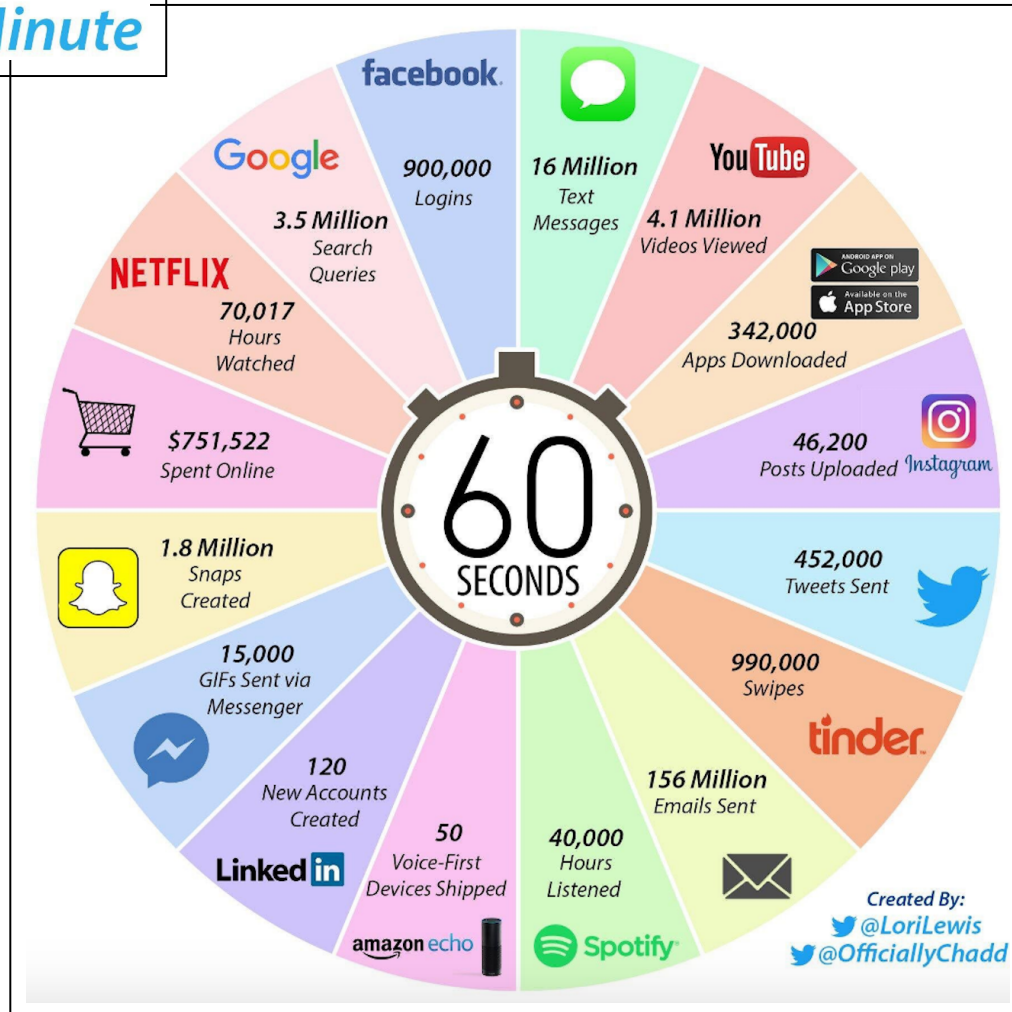 Minute
facebook.
900,000
Logins
16 Million
Text
Messages
YouTube
4.1 Million
Videos Viewed
ANDROID APP ON
Google play
Available on the
App Store
342,000
Apps Downloaded
46,200
Posts Uploaded
Instagram
452,000
Tweets Sent
990,000
Swipes
tinder
156 Million
Emails Sent
40,000
Hours
Listened
Spotify
50
Voice-First
Devices Shipped
amazon echo
120
New Accounts
Created
Linked in
15,000
GIFs Sent via
Messenger
1.8 Million
Snaps
Created
$751,522
Spent Online
NETFLIX
70,017
Hours
Watched
Google
3.5 Million
Search
Queries
60
SECONDS
Created By:
@LoriLewis
@OfficiallyChadd